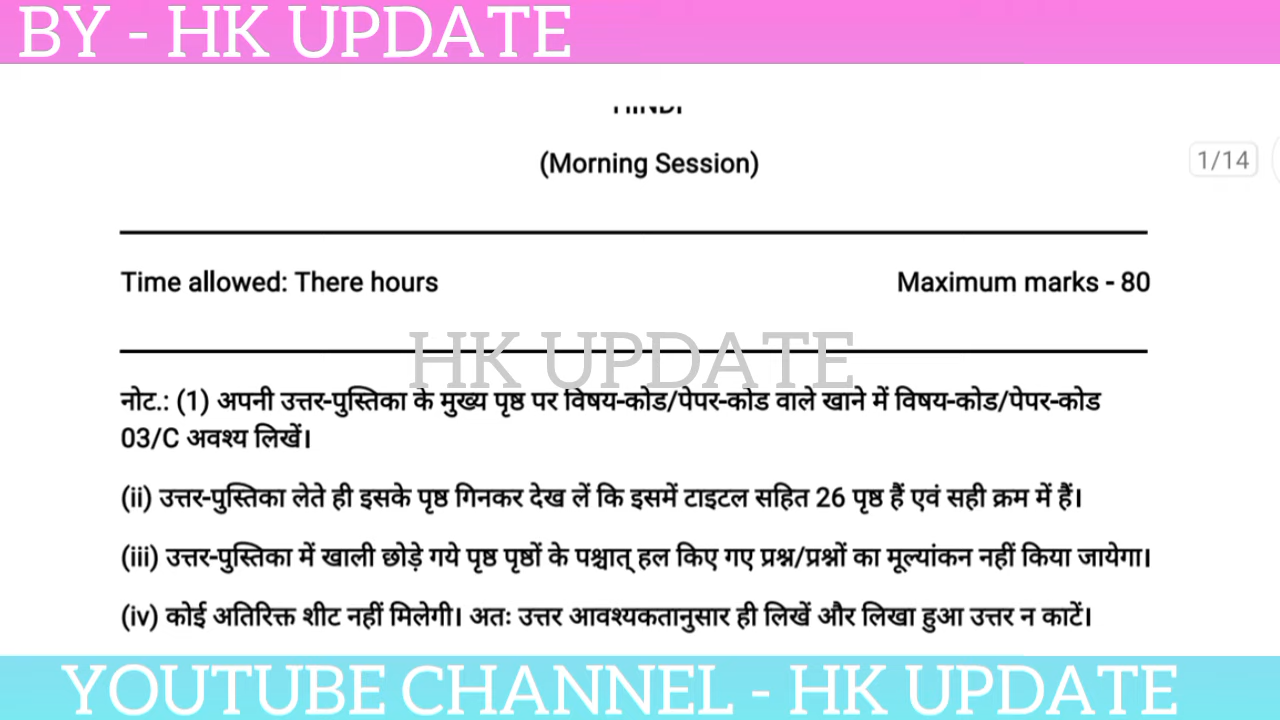 BY - HK UPDATE
HINDI
(Morning Session)
1/14
Time allowed: There hours
Maximum marks - 80
HK UPDATE
नोट.: (1) अपनी उत्तर-पुस्तिका के मुख्य पृष्ठ पर विषय-कोड/पेपर-कोड वाले खाने में विषय-कोड/पेपर-कोड
03/C अवश्य लिखें।
(ii) उत्तर-पुस्तिका लेते ही इसके पृष्ठ गिनकर देख लें कि इसमें टाइटल सहित 26 पृष्ठ हैं एवं सही क्रम में हैं।
(iii) उत्तर-पुस्तिका में खाली छोड़े गये पृष्ठ पृष्ठों के पश्चात् हल किए गए प्रश्न/प्रश्नों का मूल्यांकन नहीं किया जायेगा।
(iv) कोई अतिरिक्त शीट नहीं मिलेगी। अतः उत्तर आवश्यकतानुसार ही लिखें और लिखा हुआ उत्तर न काटें।
YOUTUBE CHANNEL - HK UPDATE